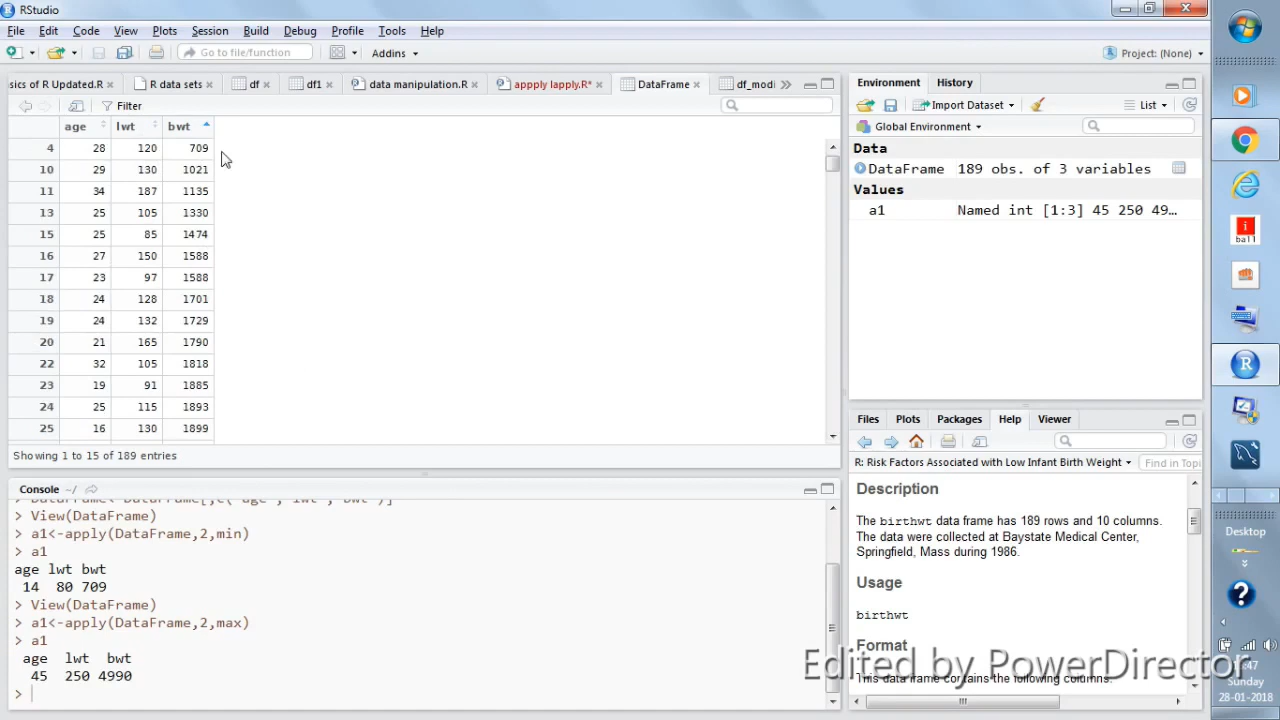 RStudio
File Edit Code View Plots Session Build Debug Profile Tools Help
Go to file/function Addins Project: (None)
sics of R Updated.R R data sets df df1 data manipulation.R appply lapply.R* DataFrame df_modi
Filter
age lwt bwt
4 28 120 709
10 29 130 1021
11 34 187 1135
13 25 105 1330
15 25 85 1474
16 27 150 1588
17 23 97 1588
18 24 128 1701
19 24 132 1729
20 21 165 1790
22 32 105 1818
23 19 91 1885
24 25 115 1893
25 16 130 1899
Showing 1 to 15 of 189 entries
Console ~/
> DataFrame<-DataFrame[,c("age","lwt","bwt")]
> View(DataFrame)
> a1<-apply(DataFrame,2,min)
> a1
age lwt bwt
14 80 709
> View(DataFrame)
> a1<-apply(DataFrame,2,max)
> a1
age lwt bwt
45 250 4990
>
Environment History
Import Dataset List
Global Environment
Data
DataFrame 189 obs. of 3 variables
Values
a1 Named int [1:3] 45 250 49…
Files Plots Packages Help Viewer
R: Risk Factors Associated with Low Infant Birth Weight Find in Topi
Description
The birthwt data frame has 189 rows and 10 columns.
The data were collected at Baystate Medical Center,
Springfield, Mass during 1986.
Usage
birthwt
Format
This data frame contains the following columns:
Edited by PowerDirector
i
ball
R
Desktop
Sunday
28-01-2018